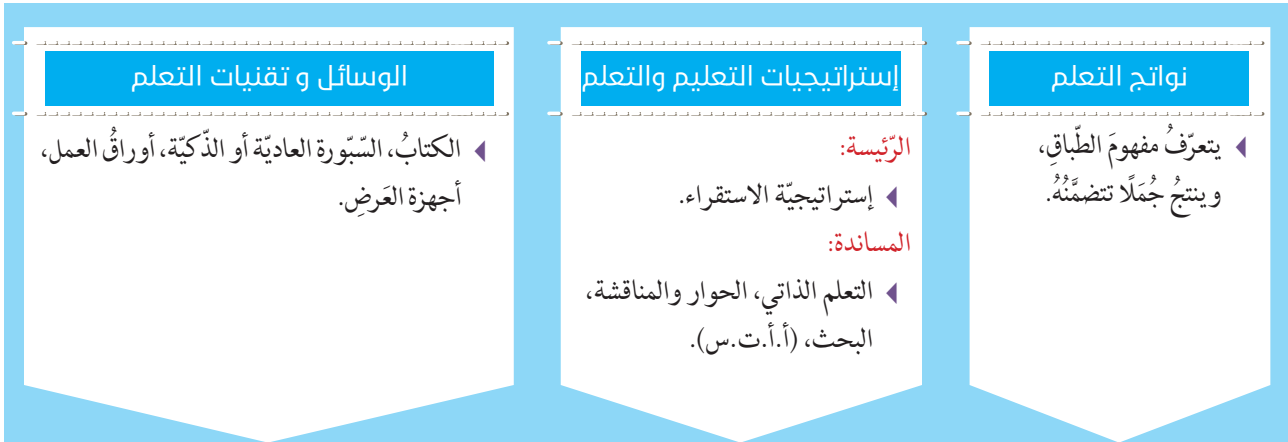 نواتج التعلم
يتعرّفُ مفهومَ الطّباقِ،
وينتجُ جُمَلًا تتضمَّنُهُ.
إستراتيجيات التعليم والتعلم
الرّئيسة:
إستراتيجيّة الاستقراء.
المساندة:
التعلم الذاتي، الحوار والمناقشة،
البحث، (أ.أ.ت.س).
الوسائل و تقنيات التعلم
الكتابُ، السّبّورة العاديّة أو الذّكيّة، أوراقُ العمل،
أجهزة العَرضِ.